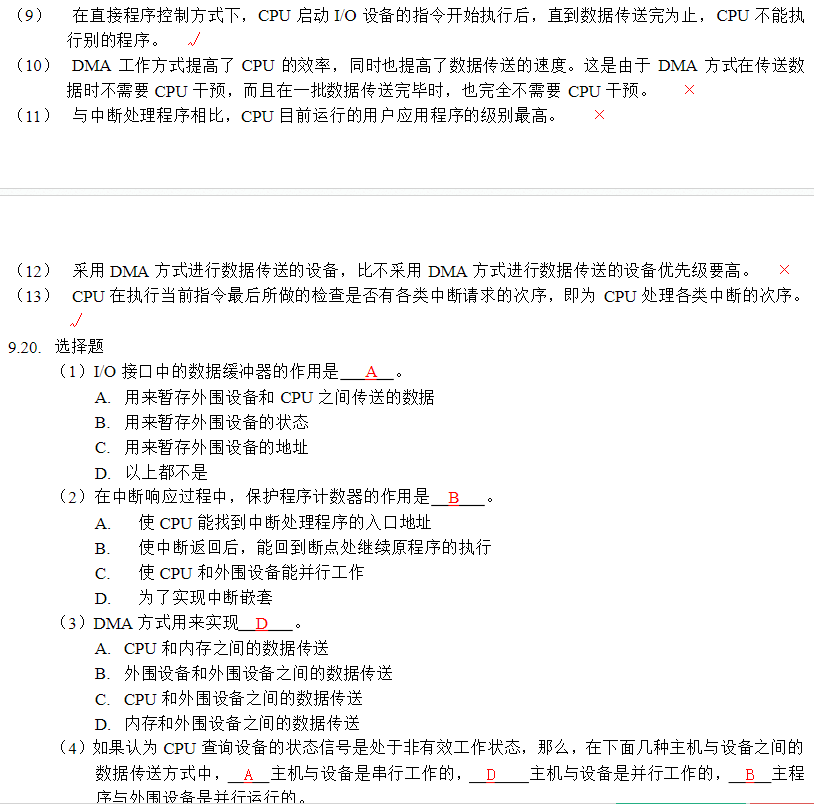 （9） 在直接程序控制方式下，CPU 启动 I/O 设备的指令开始执行后，直到数据传送完为止，CPU 不能执
行别的程序。 √
（10） DMA 工作方式提高了 CPU 的效率，同时也提高了数据传送的速度。这是由于 DMA 方式在传送数
据时不需要 CPU 干预，而且在一批数据传送完毕时，也完全不需要 CPU 干预。 ×
（11） 与中断处理程序相比，CPU 目前运行的用户应用程序的级别最高。 ×
（12） 采用 DMA 方式进行数据传送的设备，比不采用 DMA 方式进行数据传送的设备优先级要高。 ×
（13） CPU 在执行当前指令最后所做的检查是否有各类中断请求的次序，即为 CPU 处理各类中断的次序。
√
9.20. 选择题
（1）I/O 接口中的数据缓冲器的作用是 A 。
A. 用来暂存外围设备和 CPU 之间传送的数据
B. 用来暂存外围设备的状态
C. 用来暂存外围设备的地址
D. 以上都不是
（2）在中断响应过程中，保护程序计数器的作用是 B 。
A. 使 CPU 能找到中断处理程序的入口地址
B. 使中断返回后，能回到断点处继续原程序的执行
C. 使 CPU 和外围设备能并行工作
D. 为了实现中断嵌套
（3）DMA 方式用来实现 D 。
A. CPU 和内存之间的数据传送
B. 外围设备和外围设备之间的数据传送
C. CPU 和外围设备之间的数据传送
D. 内存和外围设备之间的数据传送
（4）如果认为 CPU 查询设备的状态信号是处于非有效工作状态，那么，在下面几种主机与设备之间的
数据传送方式中， A 主机与设备是串行工作的， D 主机与设备是并行工作的， B 主程
序与外围设备是并行运行的。